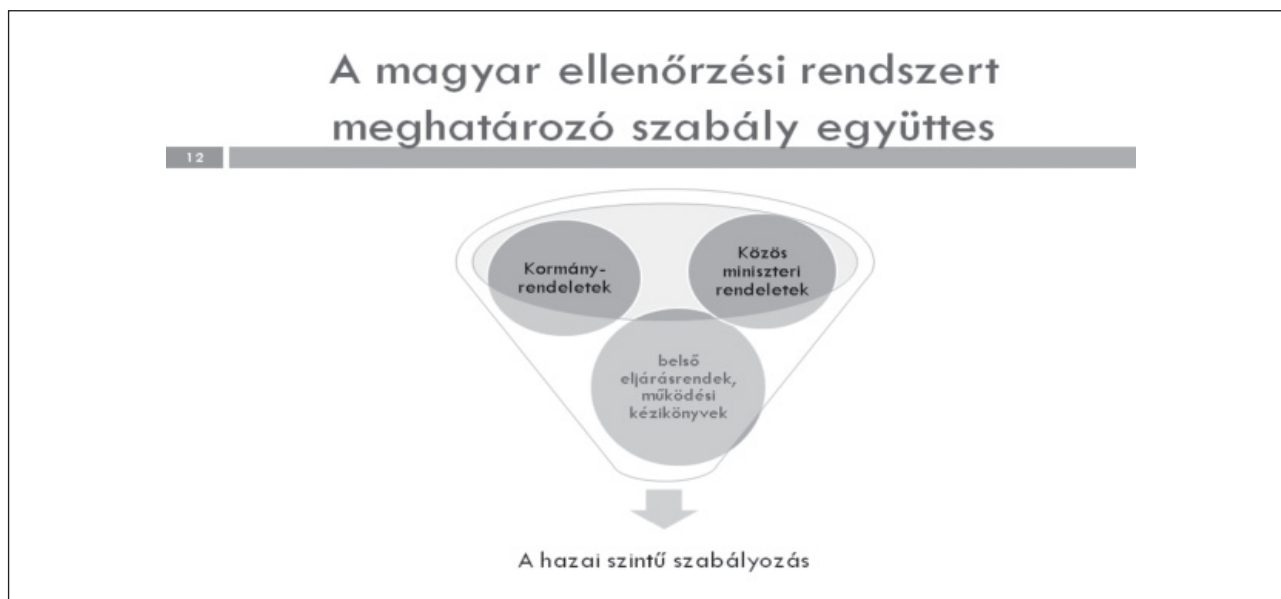 A magyar ellenőrzési rendszert
meghatározó szabály együttes
12
Kormány-
rendeletek
Közös
miniszteri
rendeletek
belső
eljárásrendek,
működési
kézikönyvek
A hazai szintű szabályozás